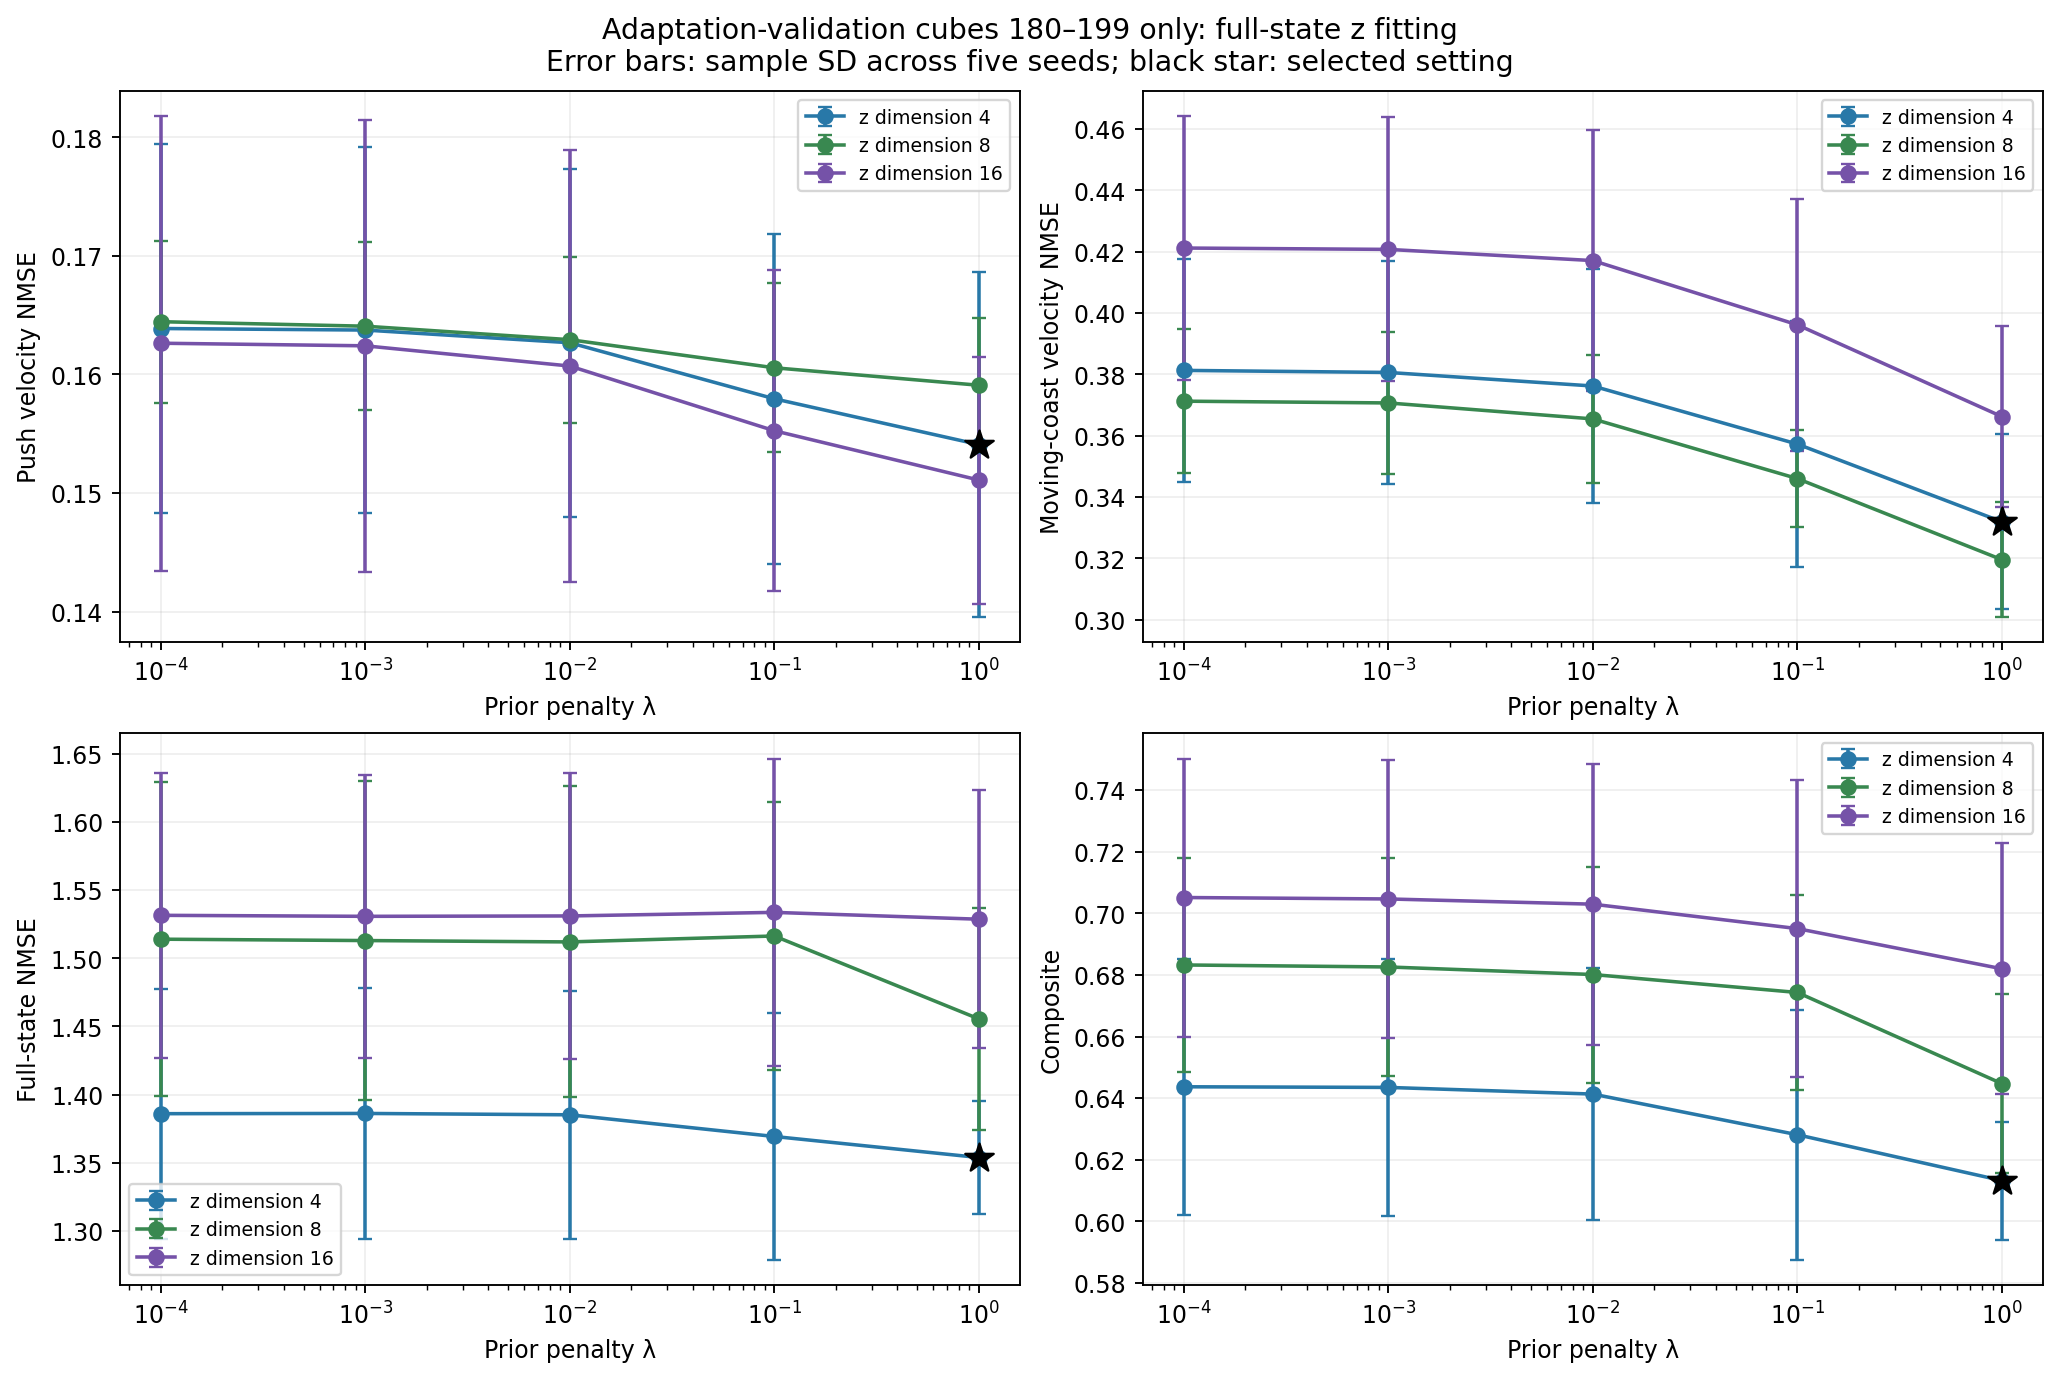 Adaptation-validation cubes 180–199 only: full-state z fitting
Error bars: sample SD across five seeds; black star: selected setting
Push velocity NMSE
0.18
0.17
0.16
0.15
0.14
z dimension 4
z dimension 8
z dimension 16
10⁻⁴ 10⁻³ 10⁻² 10⁻¹ 10⁰
Prior penalty λ
Moving-coast velocity NMSE
0.46
0.44
0.42
0.40
0.38
0.36
0.34
0.32
0.30
z dimension 4
z dimension 8
z dimension 16
10⁻⁴ 10⁻³ 10⁻² 10⁻¹ 10⁰
Prior penalty λ
Full-state NMSE
1.65
1.60
1.55
1.50
1.45
1.40
1.35
1.30
z dimension 4
z dimension 8
z dimension 16
10⁻⁴ 10⁻³ 10⁻² 10⁻¹ 10⁰
Prior penalty λ
Composite
0.74
0.72
0.70
0.68
0.66
0.64
0.62
0.60
0.58
z dimension 4
z dimension 8
z dimension 16
10⁻⁴ 10⁻³ 10⁻² 10⁻¹ 10⁰
Prior penalty λ